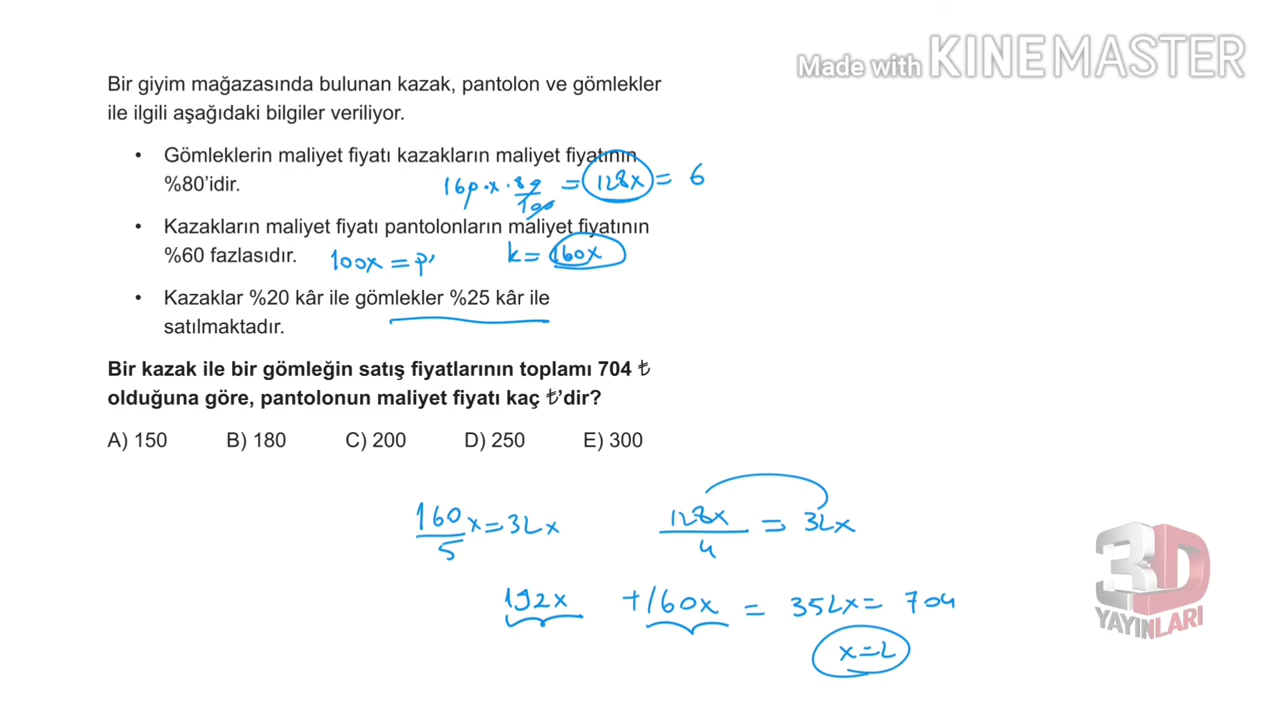 Made with KINEMASTER
Bir giyim mağazasında bulunan kazak, pantolon ve gömlekler
ile ilgili aşağıdaki bilgiler veriliyor.
• Gömleklerin maliyet fiyatı kazakların maliyet fiyatının
%80'idir.
160·x·80/100 = 128x = 6
• Kazakların maliyet fiyatı pantolonların maliyet fiyatının
%60 fazlasıdır.
100x = p' k = 160x
• Kazaklar %20 kâr ile gömlekler %25 kâr ile
satılmaktadır.
Bir kazak ile bir gömleğin satış fiyatlarının toplamı 704 ₺
olduğuna göre, pantolonun maliyet fiyatı kaç ₺'dir?
A) 150 B) 180 C) 200 D) 250 E) 300
160/5 x = 32x 128x/4 = 32x
192x + 160x = 352x = 704
x = 2
3D
YAYINLARI